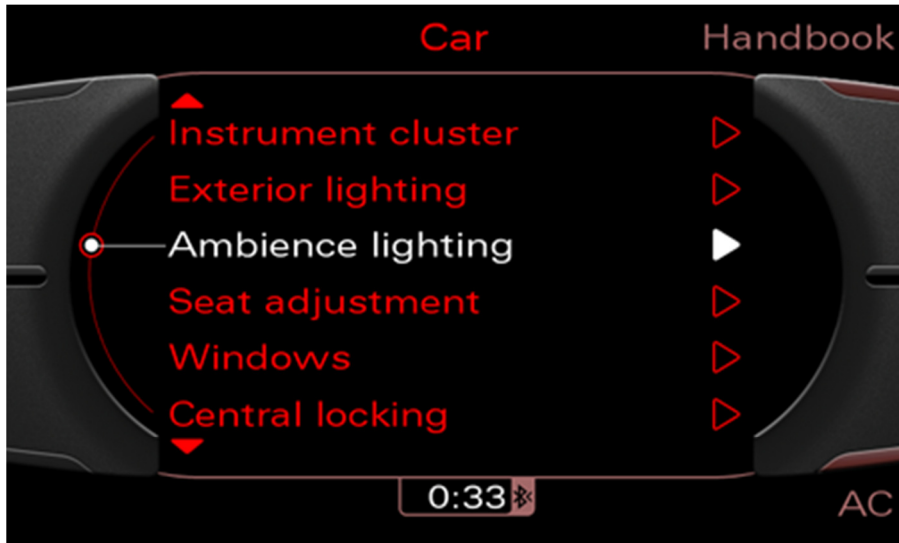 Car
Handbook
Instrument cluster
Exterior lighting
Ambience lighting
Seat adjustment
Windows
Central locking
0:33
AC